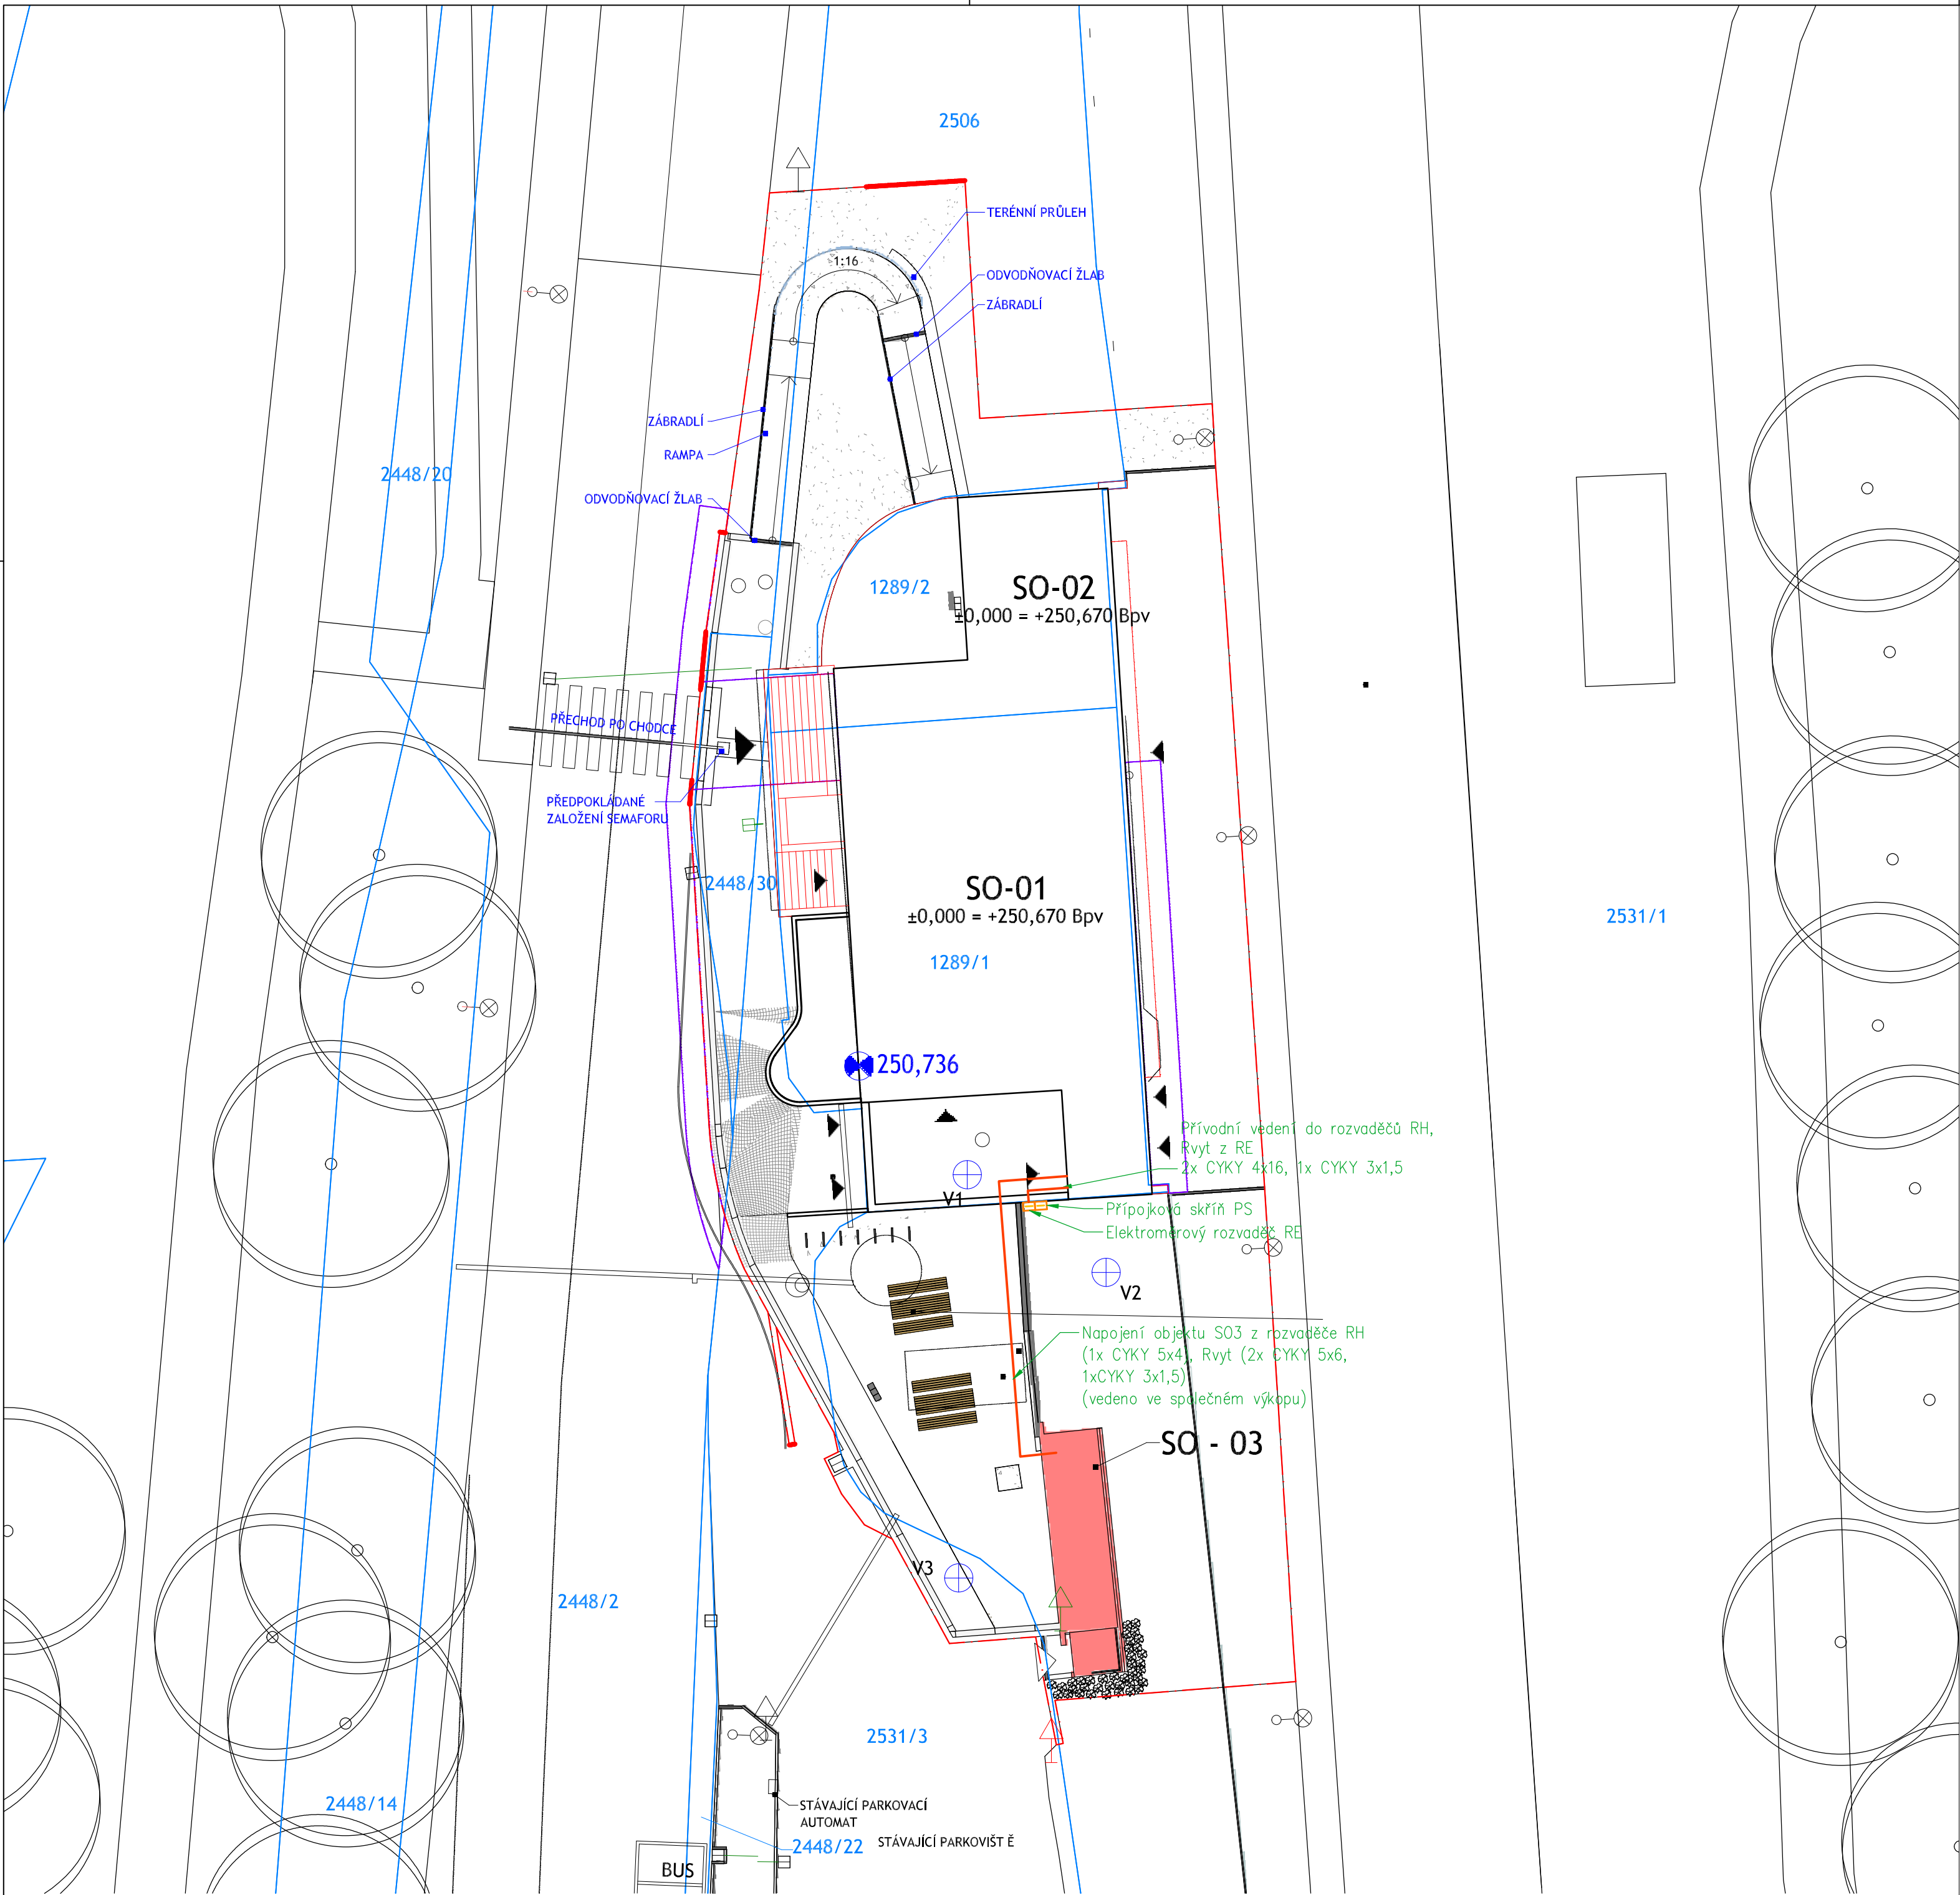 2506
TERÉNNÍ PRŮLEH
1:16
ODVODŇOVACÍ ŽLAB
ZÁBRADLÍ
ZÁBRADLÍ
RAMPA
2448/20
ODVODŇOVACÍ ŽLAB
1289/2
SO-02
±0,000 = +250,670 Bpv
PŘECHOD PO CHODCE
PŘEDPOKLÁDANÉ
ZALOŽENÍ SEMAFORU
2448/30
SO-01
±0,000 = +250,670 Bpv
2531/1
1289/1
250,736
Přívodní vedení do rozvaděčů RH,
Rvyt z RE
2x CYKY 4x16, 1x CYKY 3x1,5
V1
Přípojková skříň PS
Elektroměrový rozvaděč RE
V2
Napojení objektu SO3 z rozvaděče RH
(1x CYKY 5x4), Rvyt (2x CYKY 5x6,
1xCYKY 3x1,5)
(vedeno ve společném výkopu)
SO - 03
V3
2448/2
2531/3
2448/14
STÁVAJÍCÍ PARKOVACÍ
AUTOMAT
2448/22
STÁVAJÍCÍ PARKOVIŠT Ě
BUS